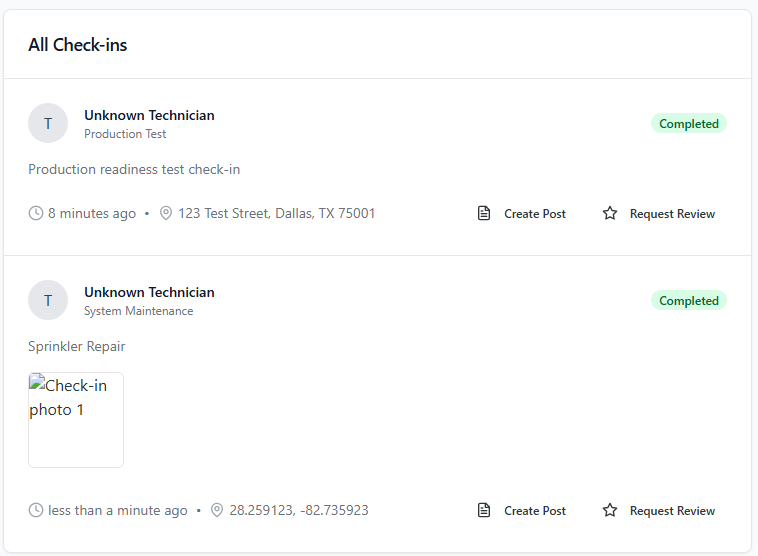 All Check-ins
T
Unknown Technician
Completed
Production Test
Production readiness test check-in
8 minutes ago • 123 Test Street, Dallas, TX 75001
Create Post
Request Review
T
Unknown Technician
Completed
System Maintenance
Sprinkler Repair
Check-in
photo 1
less than a minute ago • 28.259123, -82.735923
Create Post
Request Review